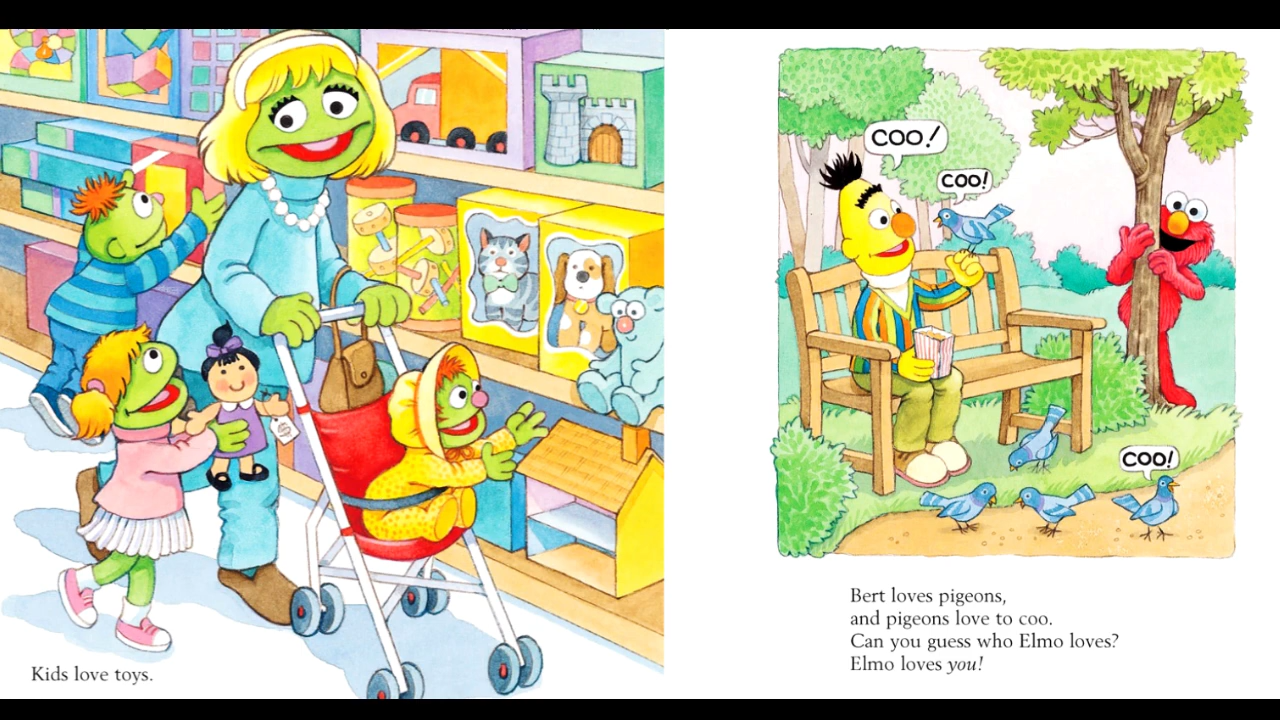 Kids love toys.
COO!
COO!
COO!
Bert loves pigeons,
and pigeons love to coo.
Can you guess who Elmo loves?
Elmo loves you!